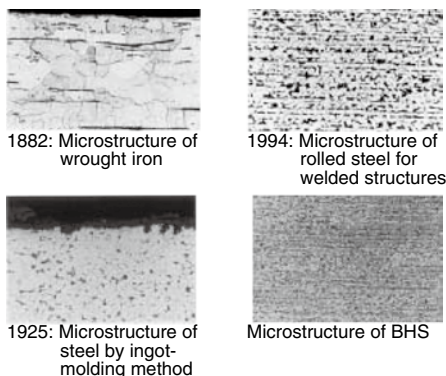 1882: Microstructure of
wrought iron
1994: Microstructure of
rolled steel for
welded structures
1925: Microstructure of
steel by ingot-
molding method
Microstructure of BHS